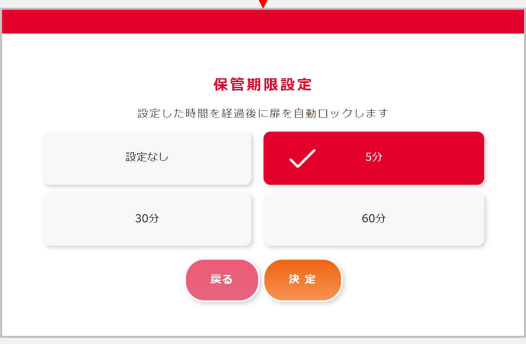 保管期限設定
設定した時間を経過後に扉を自動ロックします
設定なし
5分
30分
60分
戻る
決定